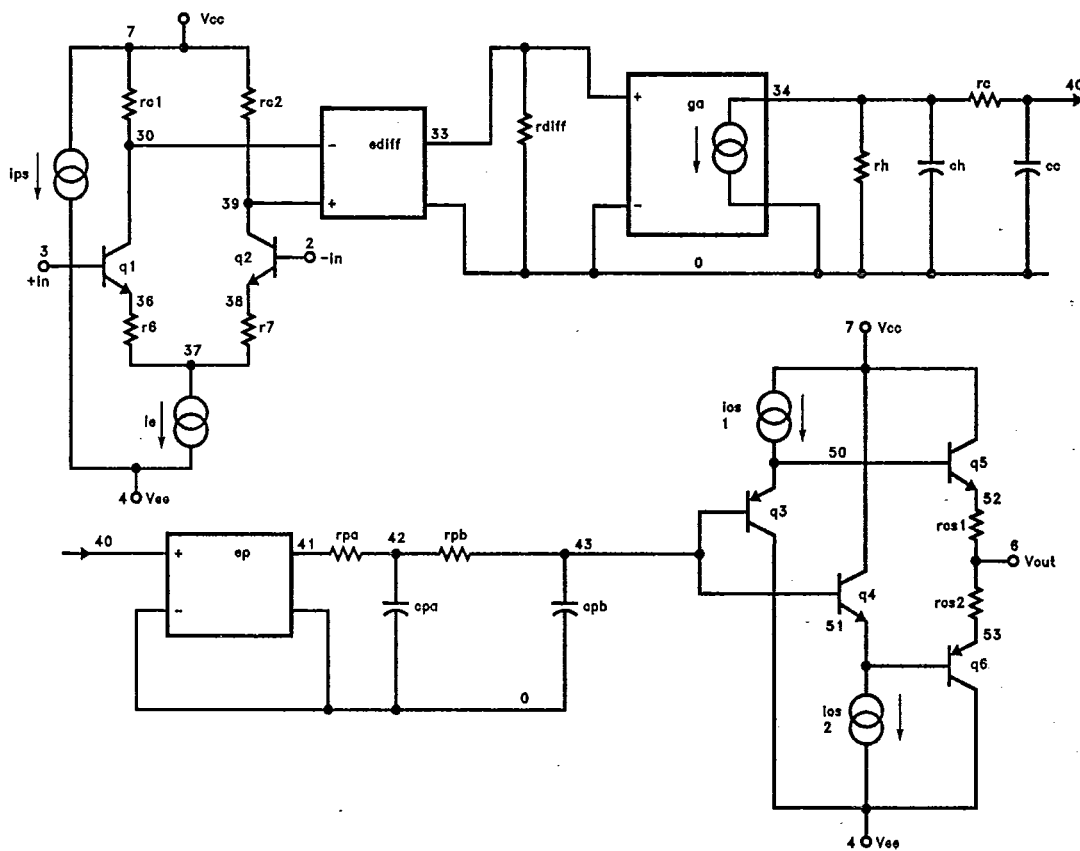 Vcc
7
rc1
rc2
30
ips
39
3
+in
q1
q2
2
-in
36
38
r6
r7
37
ie
4
Vee
-
ediff
+
33
rdiff
+
ga
-
34
rc
40
rh
ch
cc
0
40
+
ep
-
41
rpa
42
rpb
43
cpa
cpb
0
7
Vcc
ios
1
50
q3
q5
52
ros1
6
Vout
ros2
q4
51
53
q6
ios
2
4
Vee